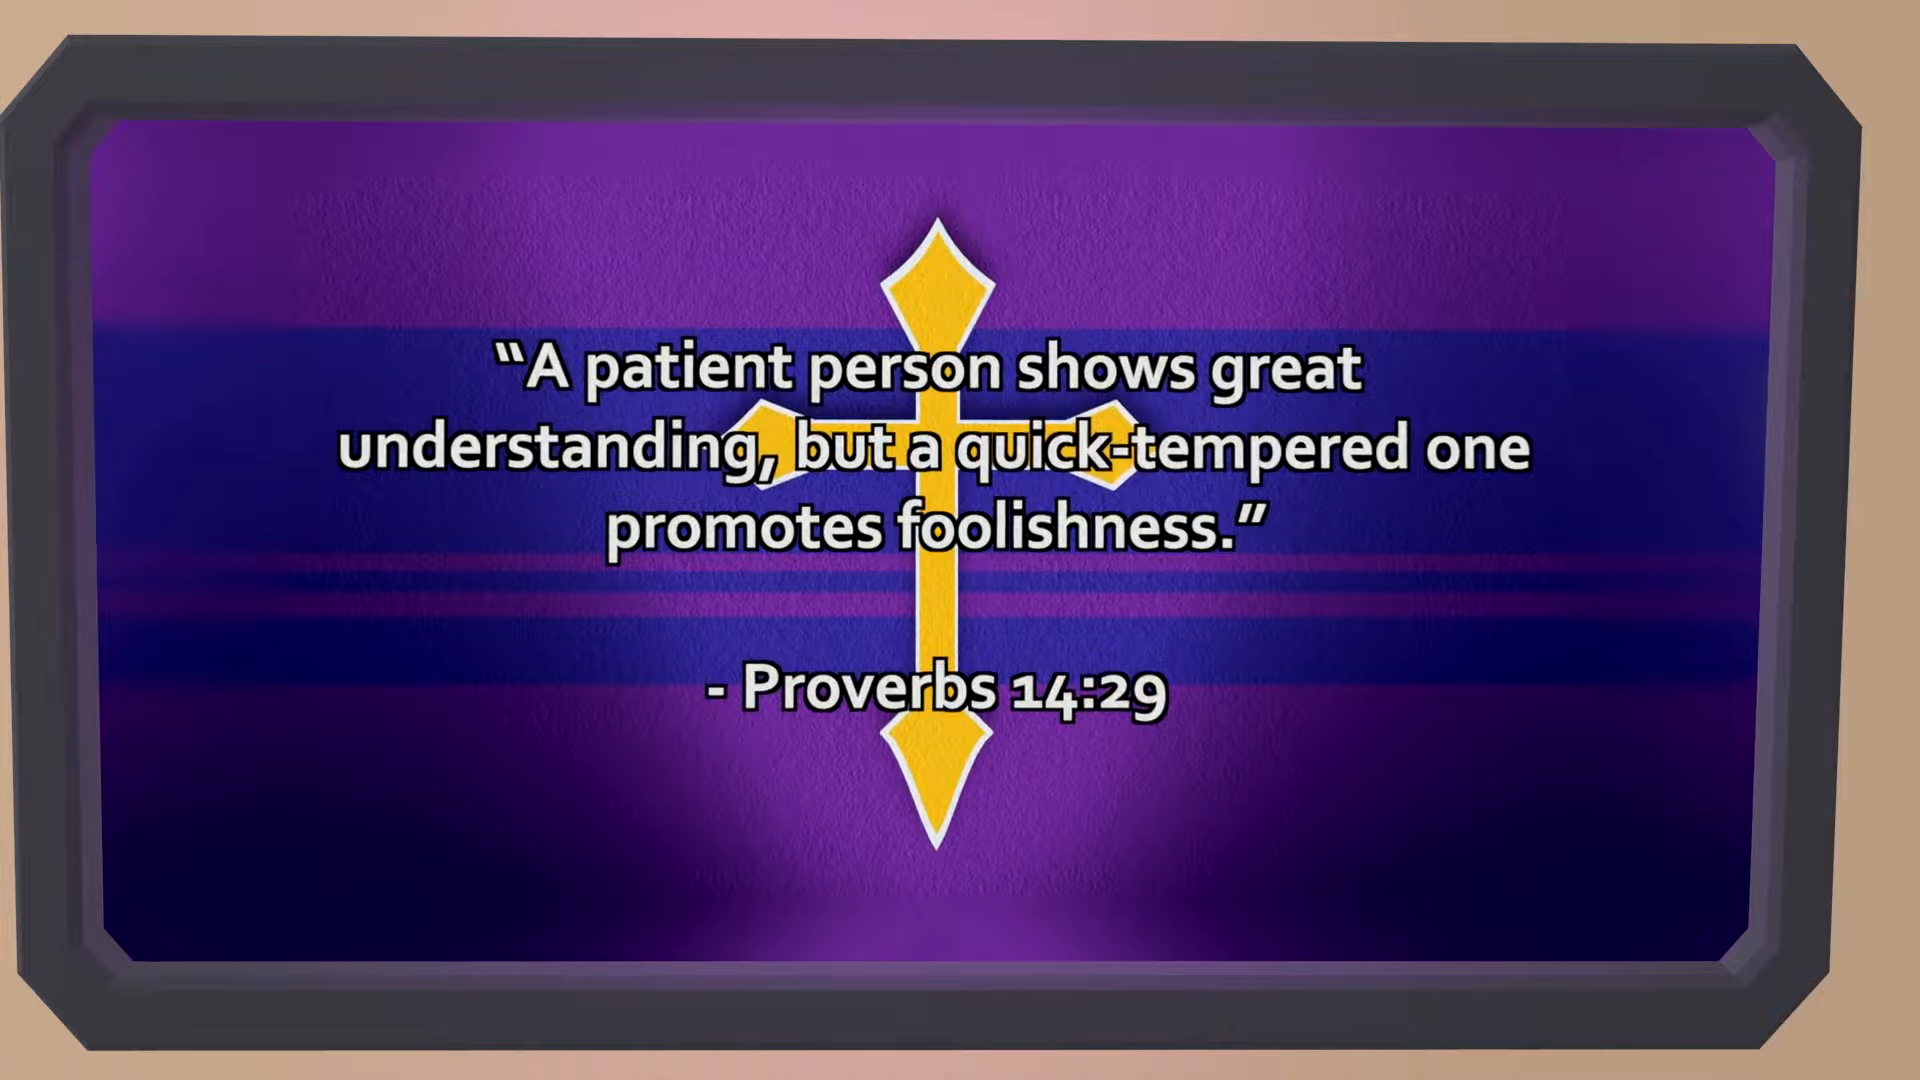 “A patient person shows great
understanding, but a quick-tempered one
promotes foolishness.”
- Proverbs 14:29